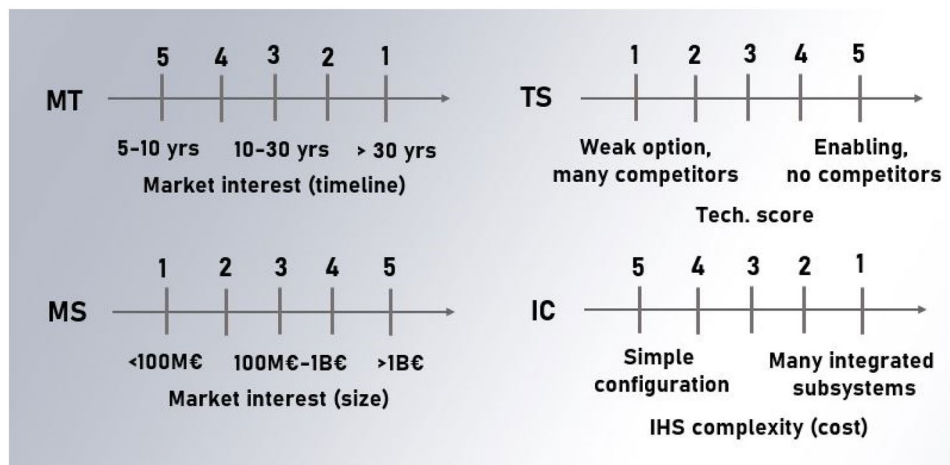 5 4 3 2 1
MT
5-10 yrs 10-30 yrs > 30 yrs
Market interest (timeline)
1 2 3 4 5
TS
Weak option, Enabling,
many competitors no competitors
Tech. score
1 2 3 4 5
MS
<100M€ 100M€-1B€ >1B€
Market interest (size)
5 4 3 2 1
IC
Simple Many integrated
configuration subsystems
IHS complexity (cost)